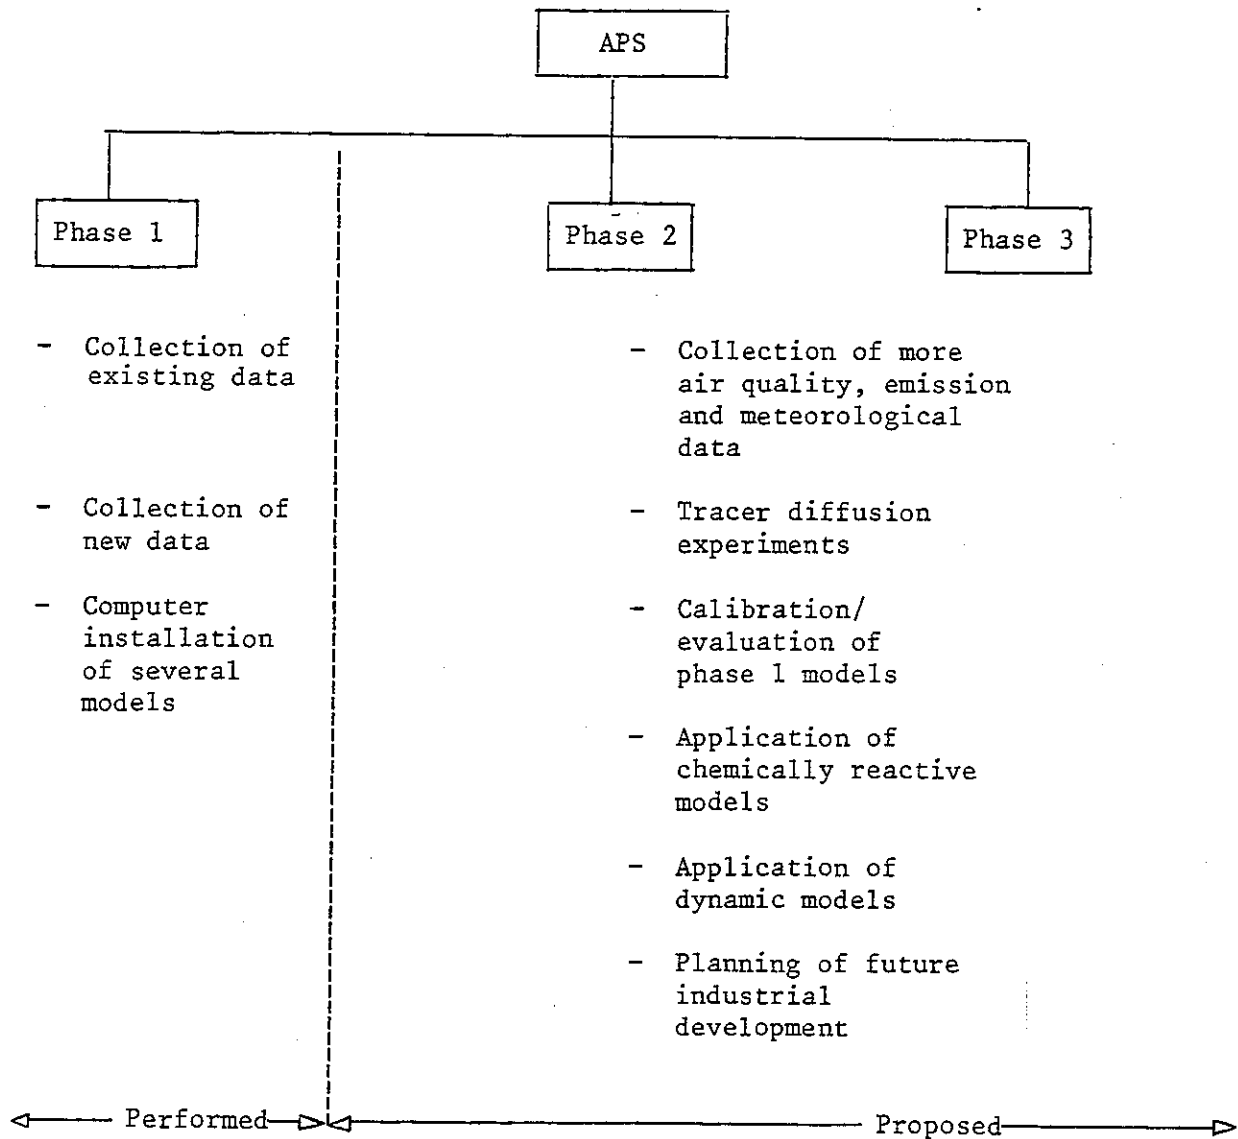 APS
Phase 1
Phase 2
Phase 3
- Collection of
existing data
- Collection of
new data
- Computer
installation
of several
models
- Collection of more
air quality, emission
and meteorological
data
- Tracer diffusion
experiments
- Calibration/
evaluation of
phase 1 models
- Application of
chemically reactive
models
- Application of
dynamic models
- Planning of future
industrial
development
Performed
Proposed